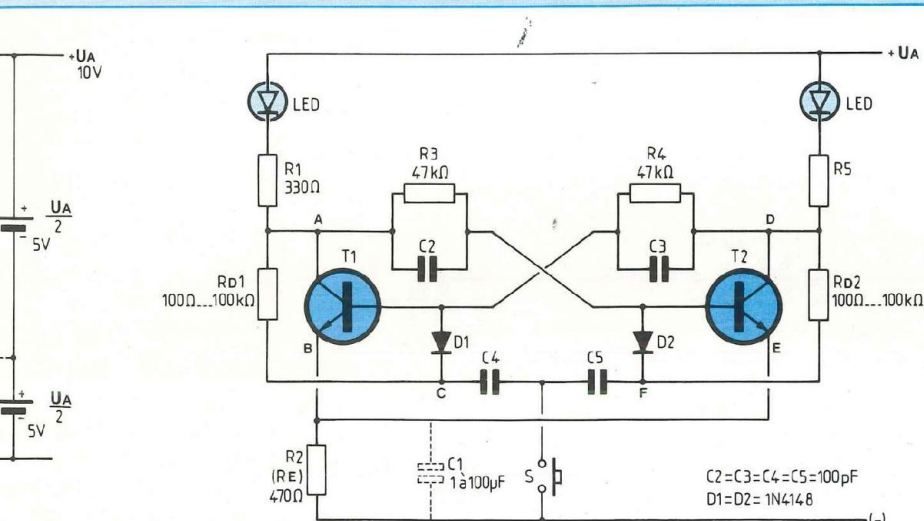 +UA
10V
+
UA
2
-
5V
+
UA
2
-
5V
+UA
LED
LED
R1
330Ω
R3
47kΩ
R4
47kΩ
R5
A
D
C2
C3
T1
T2
RD1
100Ω...100kΩ
RD2
100Ω...100kΩ
B
D1
D2
E
C4
C5
C
F
R2
(RE)
470Ω
C1
1à100µF
S
C2=C3=C4=C5=100pF
D1=D2= 1N4148
(-)